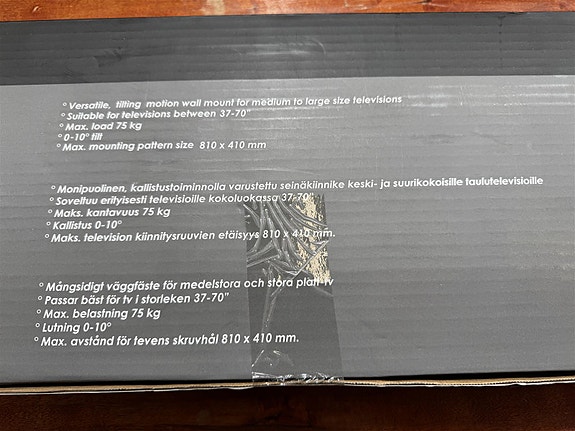 ° Versatile, tilting motion wall mount for medium to large size televisions
° Suitable for televisions between 37-70"
° Max. load 75 kg
° 0-10° tilt
° Max. mounting pattern size 810 x 410 mm
° Monipuolinen, kallistustoiminnolla varustettu seinäkiinnike keski- ja suurikokoisille taulutelevisioille
° Soveltuu erityisesti televisioille kokoluokassa 37-70"
° Maks. kantavuus 75 kg
° Kallistus 0-10°
° Maks. television kiinnitysruuvien etäisyys 810 x 410 mm.
° Mångsidigt väggfäste för medelstora och stora platt-tv
° Passar bäst för tv i storleken 37-70"
° Max. belastning 75 kg
° Lutning 0-10°
° Max. avstånd för tevens skruvhål 810 x 410 mm.